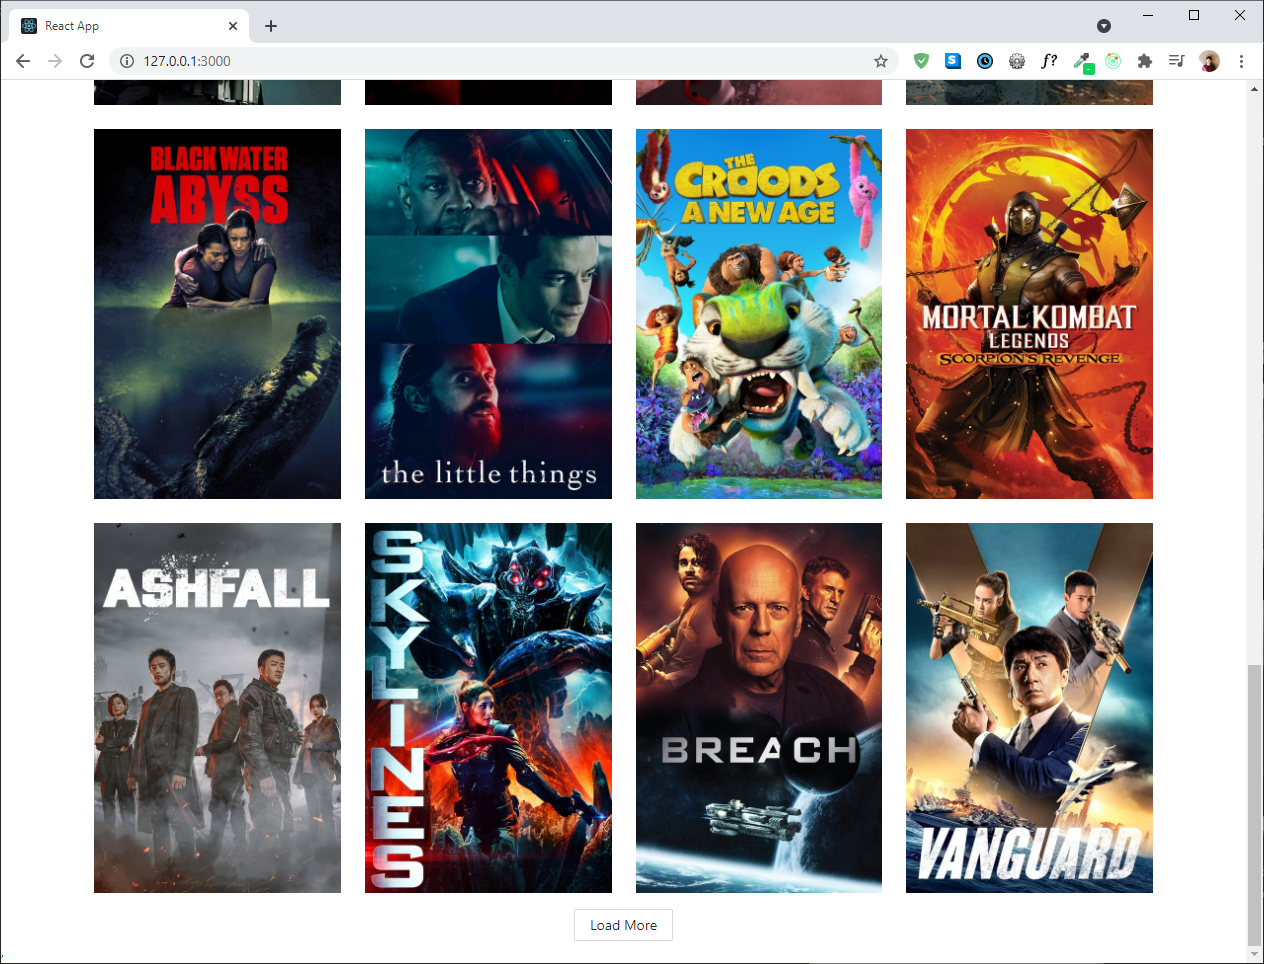 React App
127.0.0.1:3000
f?
BLACK WATER
ABYSS
the little things
THE
CROODS
A NEW AGE
MORTAL KOMBAT
LEGENDS
SCORPION'S REVENGE
ASHFALL
SKYLINES
BREACH
VANGUARD
Load More